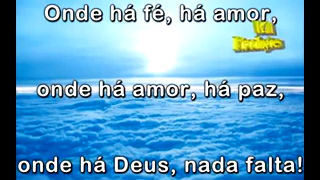 Onde há fé, há amor,
onde há amor, há paz,
onde há Deus, nada falta!